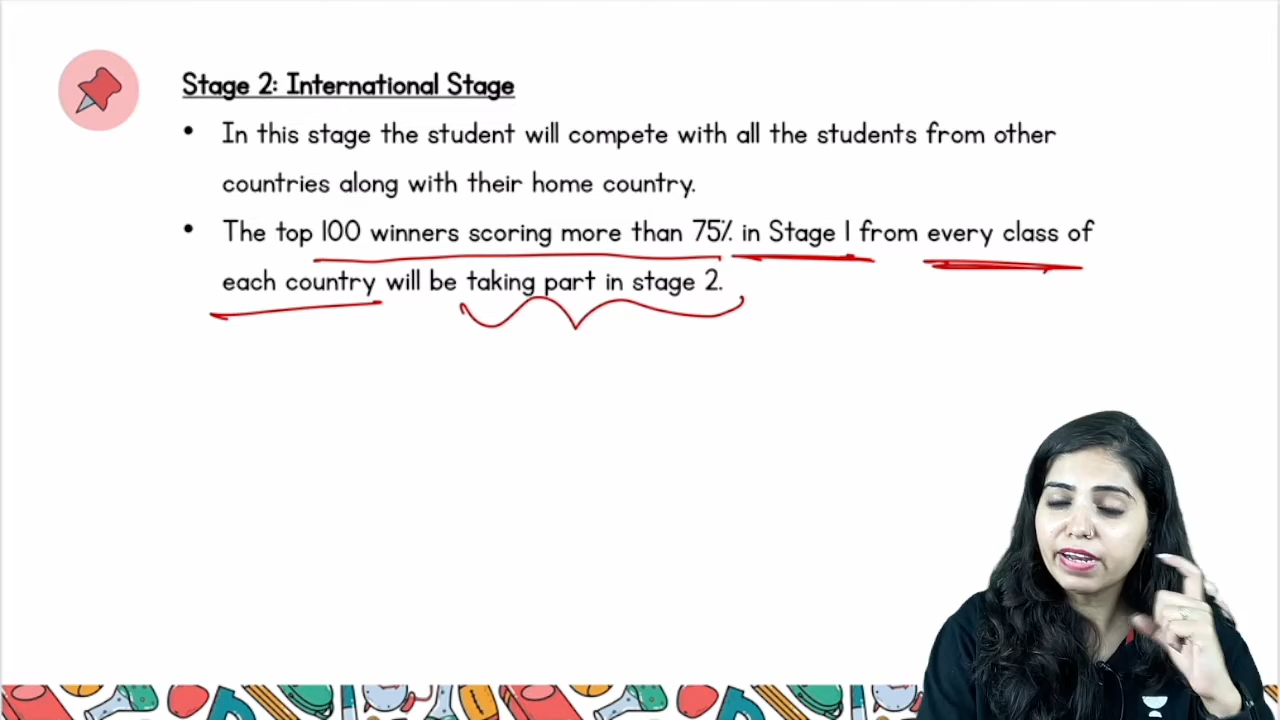 Stage 2: International Stage
• In this stage the student will compete with all the students from other
countries along with their home country.
• The top 100 winners scoring more than 75% in Stage 1 from every class of
each country will be taking part in stage 2.